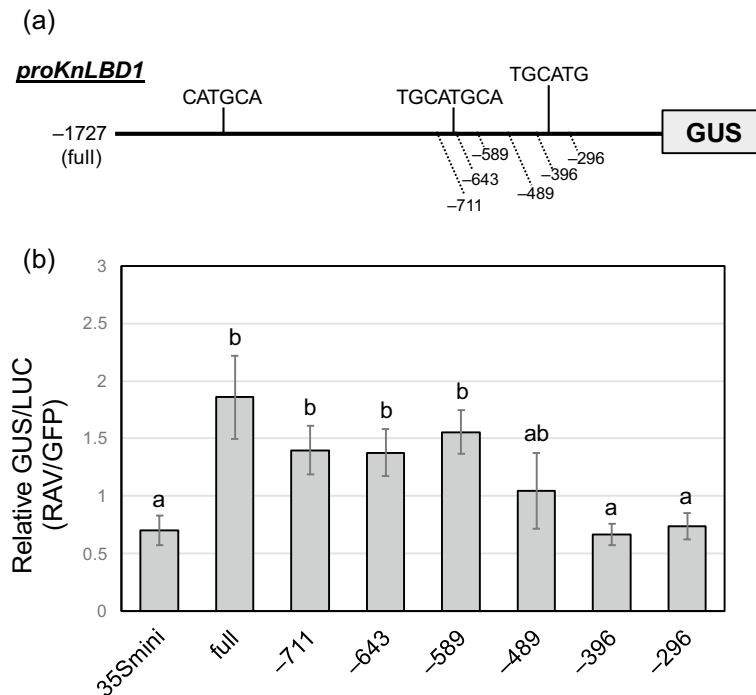 (a)
proKnLBD1
CATGCA
TGCATGCA
TGCATG
–1727
(full)
GUS
–589
–296
–643
–396
–711
–489
(b)
Relative GUS/LUC
(RAV/GFP)
3
2.5
2
1.5
1
0.5
0
a
b
b
b
b
ab
a
a
35Smini
full
–711
–643
–589
–489
–396
–296